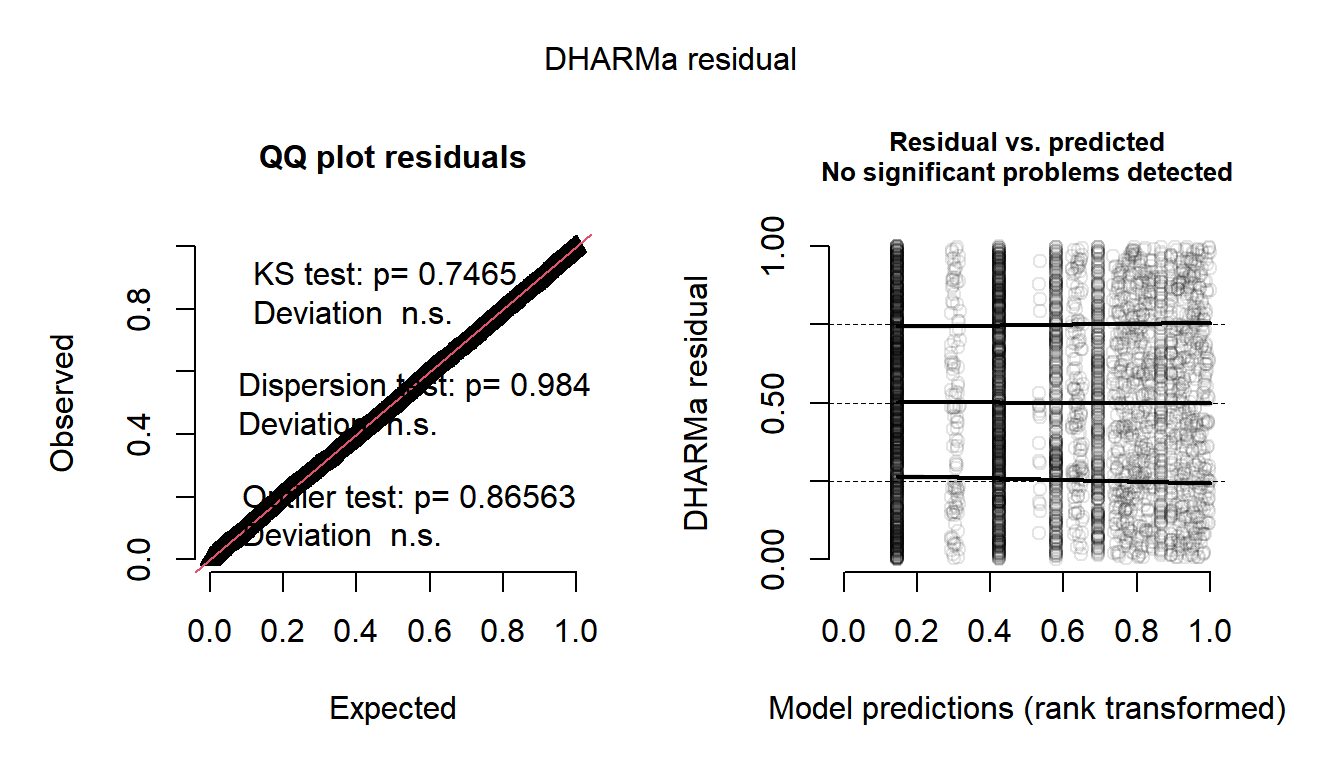 DHARMa residual
QQ plot residuals
KS test: p= 0.7465
Deviation  n.s.
Dispersion test: p= 0.984
Deviation  n.s.
Outlier test: p= 0.86563
Deviation  n.s.
Observed
0.0
0.4
0.8
0.0 0.2 0.4 0.6 0.8 1.0
Expected
Residual vs. predicted
No significant problems detected
DHARMa residual
0.00
0.50
1.00
0.0 0.2 0.4 0.6 0.8 1.0
Model predictions (rank transformed)